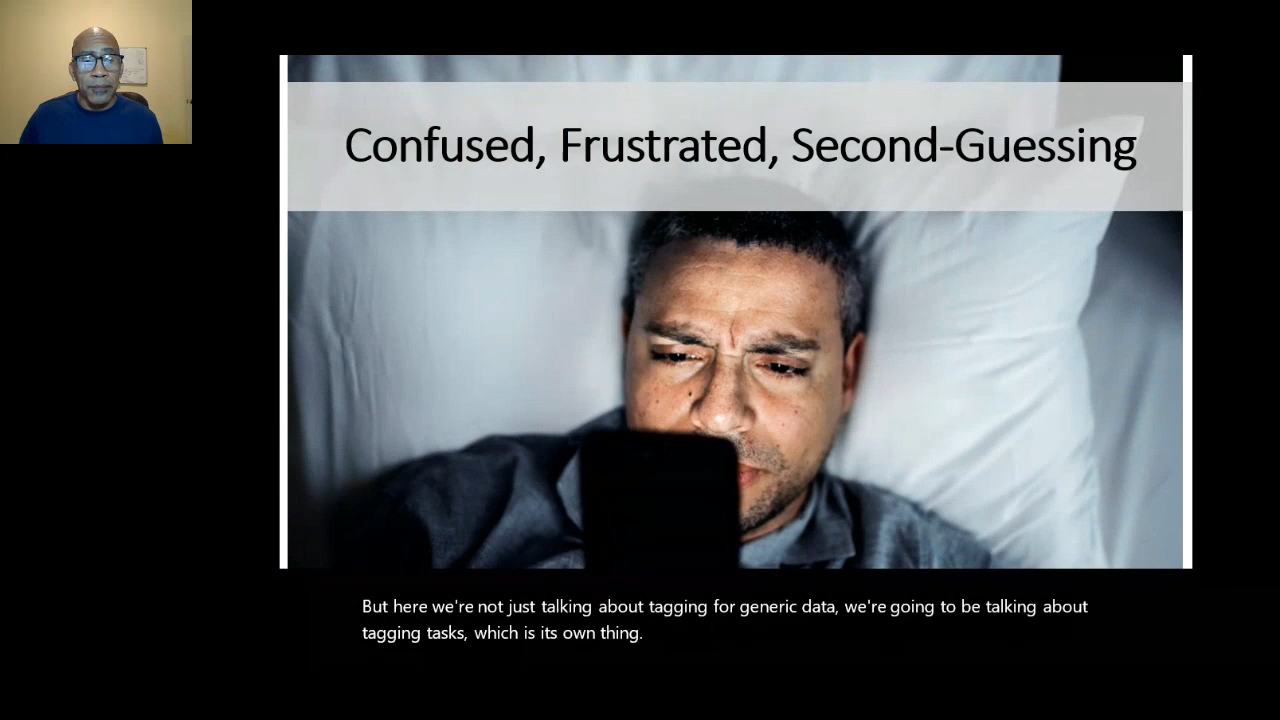 Confused, Frustrated, Second-Guessing
But here we're not just talking about tagging for generic data, we're going to be talking about
tagging tasks, which is its own thing.